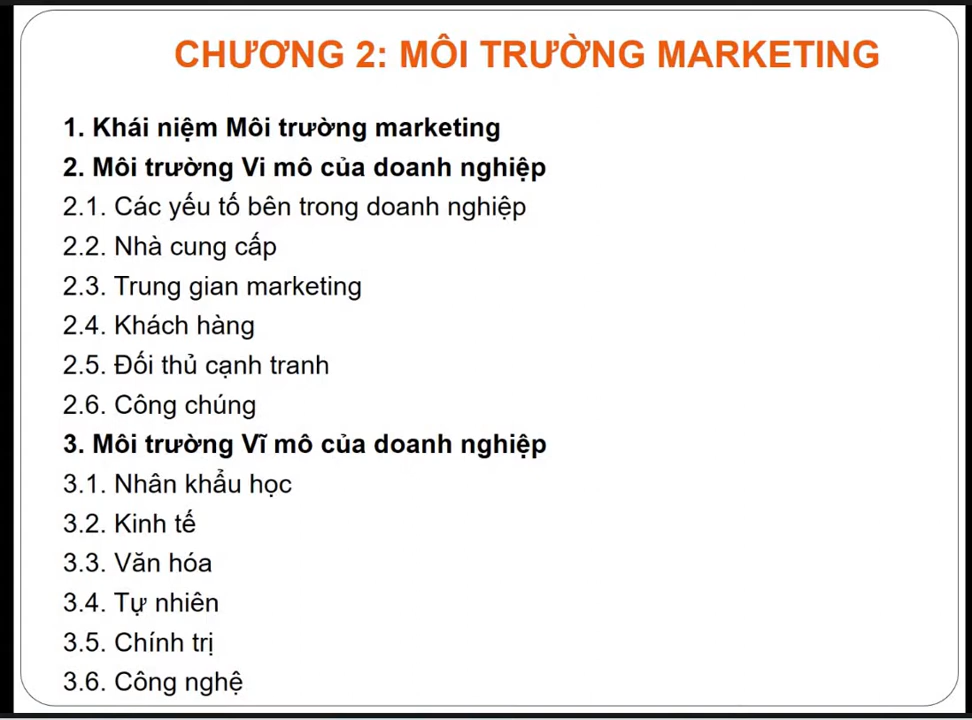 CHƯƠNG 2: MÔI TRƯỜNG MARKETING
1. Khái niệm Môi trường marketing
2. Môi trường Vi mô của doanh nghiệp
2.1. Các yếu tố bên trong doanh nghiệp
2.2. Nhà cung cấp
2.3. Trung gian marketing
2.4. Khách hàng
2.5. Đối thủ cạnh tranh
2.6. Công chúng
3. Môi trường Vĩ mô của doanh nghiệp
3.1. Nhân khẩu học
3.2. Kinh tế
3.3. Văn hóa
3.4. Tự nhiên
3.5. Chính trị
3.6. Công nghệ